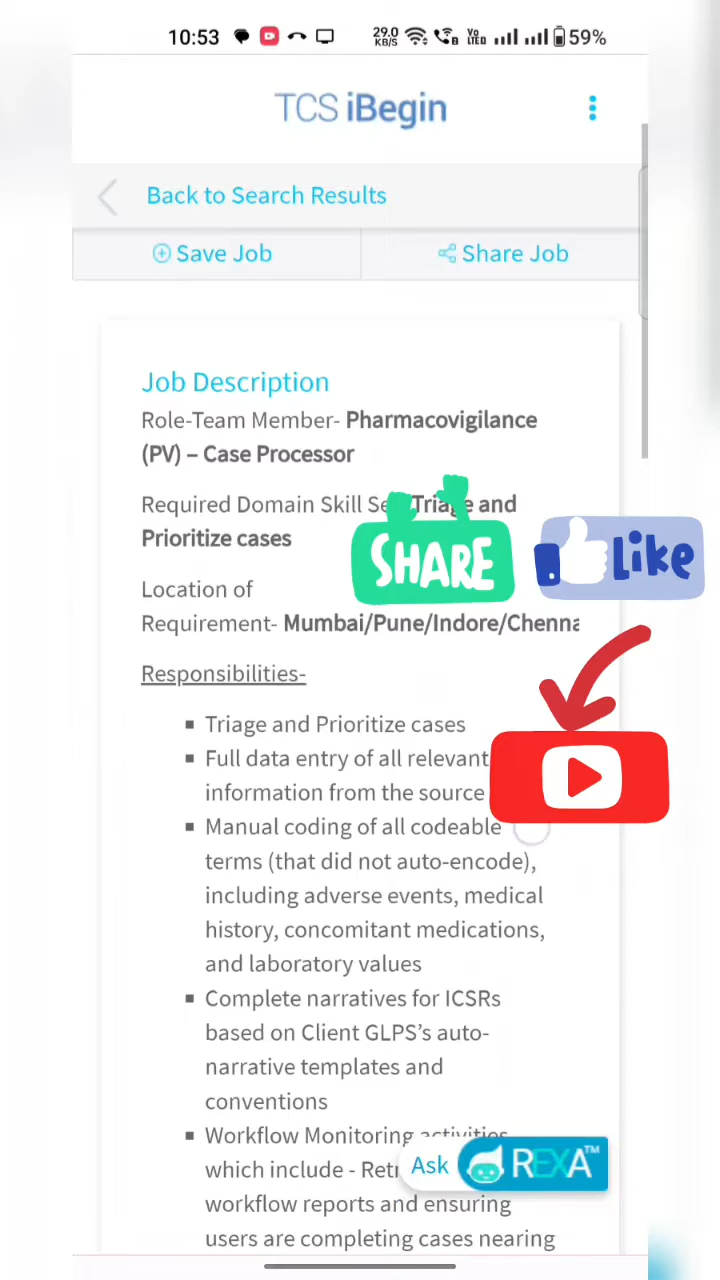 10:53 29.0 KB/S Vo LTED 59%
TCS iBegin
Back to Search Results
Save Job Share Job
Job Description
Role-Team Member- Pharmacovigilance
(PV) – Case Processor
Required Domain Skill Se Triage and
Prioritize cases
SHARE
Like
Location of
Requirement- Mumbai/Pune/Indore/Chenna
Responsibilities-
▪ Triage and Prioritize cases
▪ Full data entry of all relevant
information from the source
▪ Manual coding of all codeable
terms (that did not auto-encode),
including adverse events, medical
history, concomitant medications,
and laboratory values
▪ Complete narratives for ICSRs
based on Client GLPS’s auto-
narrative templates and
conventions
▪ Workflow Monitoring activities
which include - Ret
workflow reports and ensuring
users are completing cases nearing
Ask REXA™